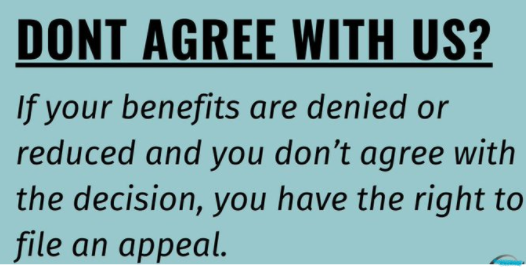 DONT AGREE WITH US?
If your benefits are denied or
reduced and you don't agree with
the decision, you have the right to
file an appeal.